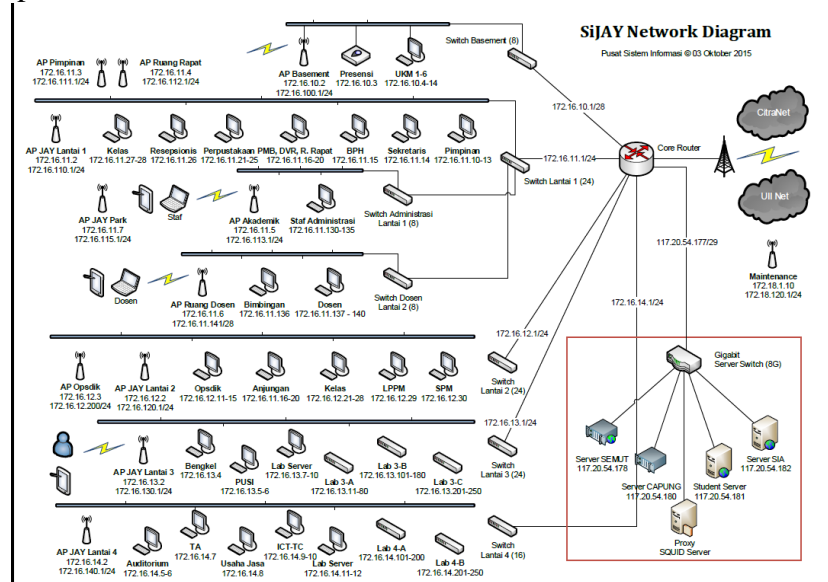 SiJAY Network Diagram
Pusat Sistem Informasi © 03 Oktober 2015
Switch Basement (8)
AP Pimpinan
172.16.11.3
172.16.111.1/24
AP Ruang Rapat
172.16.11.4
172.16.112.1/24
AP Basement
172.16.10.2
172.16.100.1/24
Presensi
172.16.10.3
UKM 1-6
172.16.10.4-14
172.16.10.1/28
CitraNet
Core Router
UII Net
AP JAY Lantai 1
172.16.11.2
172.16.110.1/24
Kelas
172.16.11.27-28
Resepsionis
172.16.11.26
Perpustakaan
172.16.11.21-25
PMB, DVR, R. Rapat
172.16.11.16-20
BPH
172.16.11.15
Sekretaris
172.16.11.14
Pimpinan
172.16.11.10-13
172.16.11.1/24
Switch Lantai 1 (24)
AP JAY Park
172.16.11.7
172.16.115.1/24
Staf
AP Akademik
172.16.11.5
172.16.113.1/24
Staf Administrasi
172.16.11.130-135
Switch Administrasi
Lantai 1 (8)
117.20.54.177/29
Maintenance
172.18.1.10
172.18.120.1/24
Dosen
AP Ruang Dosen
172.16.11.6
172.16.11.141/28
Bimbingan
172.16.11.136
Dosen
172.16.11.137 - 140
Switch Dosen
Lantai 2 (8)
172.16.14.1/24
172.16.12.1/24
AP Opsdik
172.16.12.3
172.16.12.200/24
AP JAY Lantai 2
172.16.12.2
172.16.120.1/24
Opsdik
172.16.12.11-15
Anjungan
172.16.11.16-20
Kelas
172.16.12.21-28
LPPM
172.16.12.29
SPM
172.16.12.30
Switch
Lantai 2 (24)
Gigabit
Server Switch (8G)
172.16.13.1/24
AP JAY Lantai 3
172.16.13.2
172.16.130.1/24
Bengkel
172.16.13.4
PUSI
172.16.13.5-6
Lab Server
172.16.13.7-10
Lab 3-A
172.16.13.11-80
Lab 3-B
172.16.13.101-180
Lab 3-C
172.16.13.201-250
Switch
Lantai 3 (24)
Server SEMUT
117.20.54.178
Server CAPUNG
117.20.54.180
Student Server
117.20.54.181
Server SIA
117.20.54.182
Proxy
SQUID Server
AP JAY Lantai 4
172.16.14.2
172.16.140.1/24
Auditorium
172.16.14.5-6
TA
172.16.14.7
Usaha Jasa
172.16.14.8
ICT-TC
172.16.14.9-10
Lab Server
172.16.14.11-12
Lab 4-A
172.16.14.101-200
Lab 4-B
172.16.14.201-250
Switch
Lantai 4 (16)